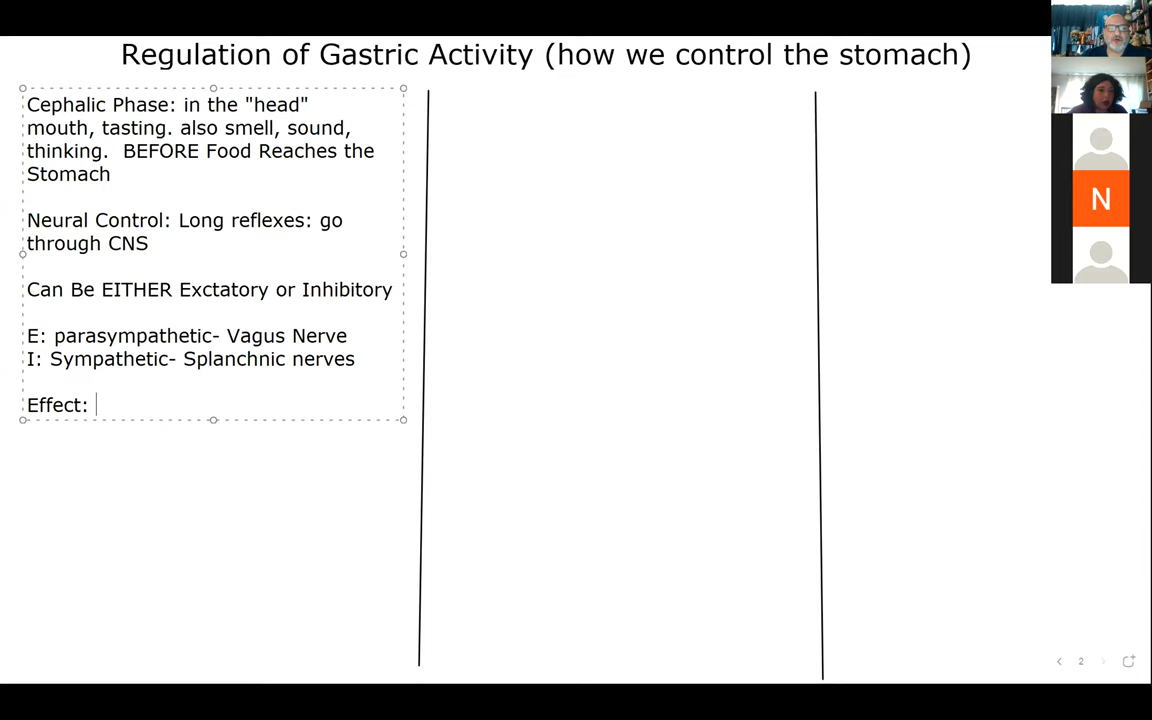 Regulation of Gastric Activity (how we control the stomach)
Cephalic Phase: in the "head"
mouth, tasting. also smell, sound,
thinking.  BEFORE Food Reaches the
Stomach
Neural Control: Long reflexes: go
through CNS
Can Be EITHER Exctatory or Inhibitory
E: parasympathetic- Vagus Nerve
I: Sympathetic- Splanchnic nerves
Effect:
N
2